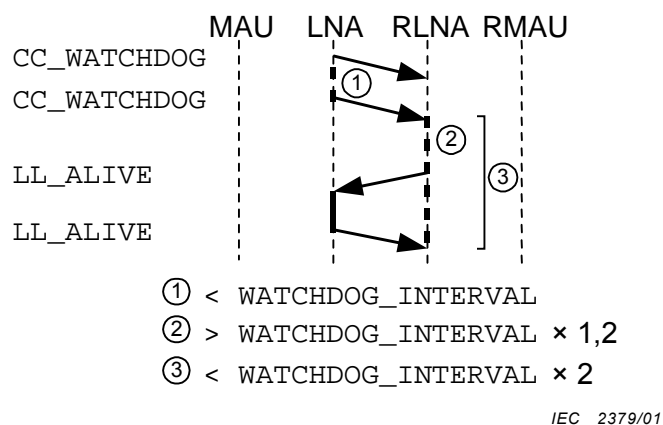 MAU LNA RLNA RMAU
CC_WATCHDOG
①
CC_WATCHDOG
②
LL_ALIVE
③
LL_ALIVE
① < WATCHDOG_INTERVAL
② > WATCHDOG_INTERVAL × 1,2
③ < WATCHDOG_INTERVAL × 2
IEC 2379/01